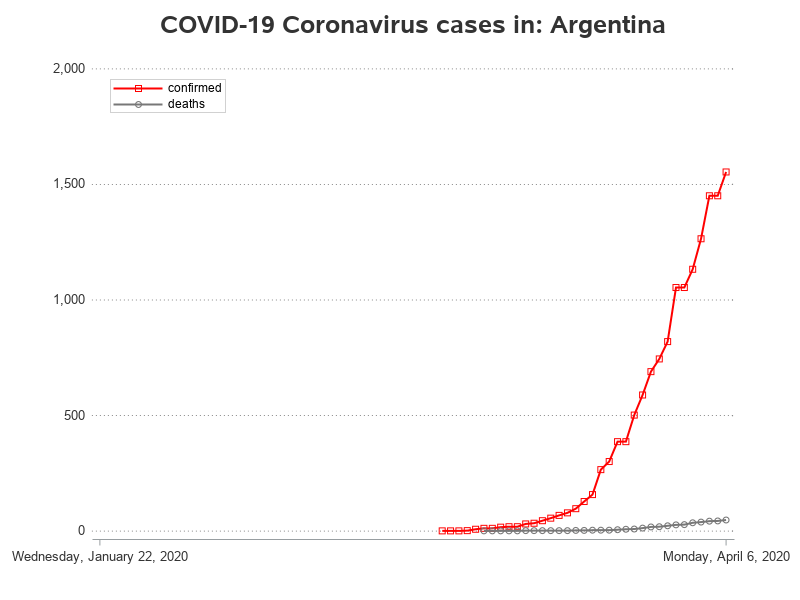 COVID-19 Coronavirus cases in: Argentina
2,000
confirmed
deaths
1,500
1,000
500
0
Wednesday, January 22, 2020
Monday, April 6, 2020